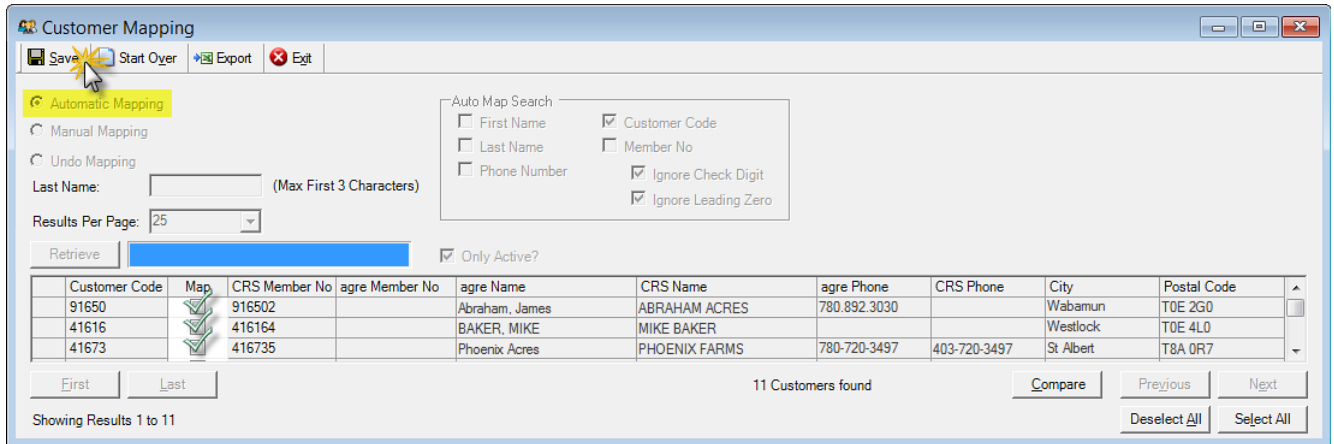 Customer Mapping
Save Start Over Export Exit
Automatic Mapping
Manual Mapping
Undo Mapping
Last Name: (Max First 3 Characters)
Results Per Page: 25
Auto Map Search
First Name Customer Code
Last Name Member No
Phone Number Ignore Check Digit
Ignore Leading Zero
Retrieve Only Active?
Customer Code Map CRS Member No agre Member No agre Name CRS Name agre Phone CRS Phone City Postal Code
91650 916502 Abraham, James ABRAHAM ACRES 780.892.3030 Wabamun T0E 2G0
41616 416164 BAKER, MIKE MIKE BAKER Westlock T0E 4L0
41673 416735 Phoenix Acres PHOENIX FARMS 780-720-3497 403-720-3497 St Albert T8A 0R7
First Last 11 Customers found Compare Previous Next
Showing Results 1 to 11 Deselect All Select All